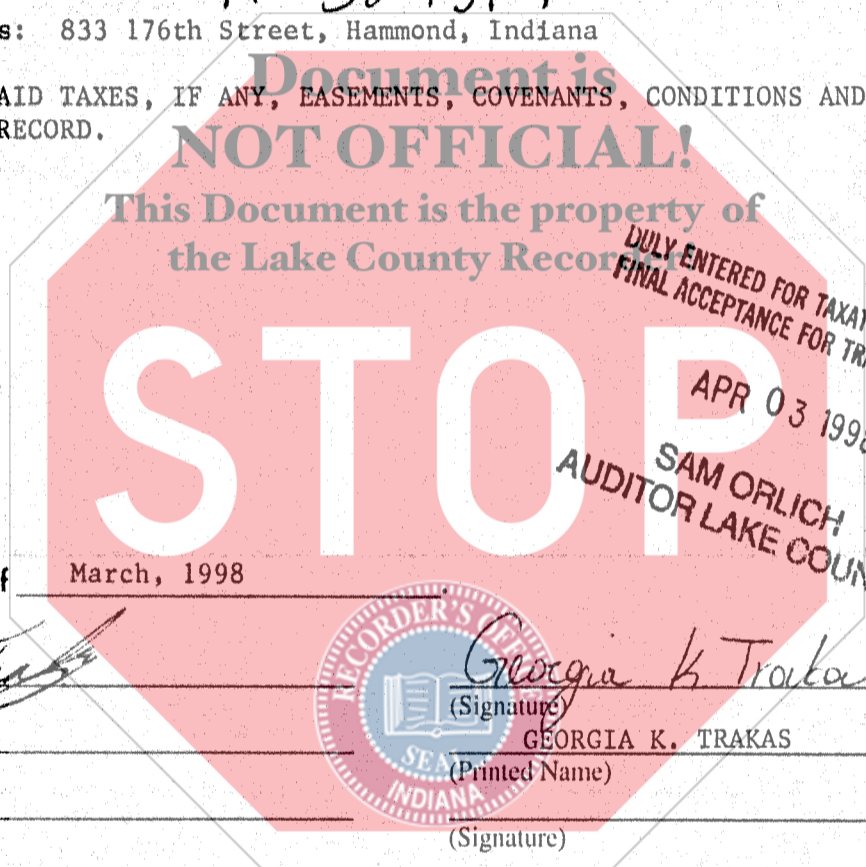 s: 833 176th Street, Hammond, Indiana
AID TAXES, IF ANY, EASEMENTS, COVENANTS, CONDITIONS AND
RECORD.
Document is
NOT OFFICIAL!
This Document is the property of
the Lake County Recorder!
DULY ENTERED FOR TAXAT
FINAL ACCEPTANCE FOR TRA
APR 03 1998
SAM ORLICH
AUDITOR LAKE COUN
STOP
f March, 1998.
RECORDER'S OFFICE
SEAL
INDIANA
Georgia K Traka
(Signature)
GEORGIA K. TRAKAS
(Printed Name)
(Signature)